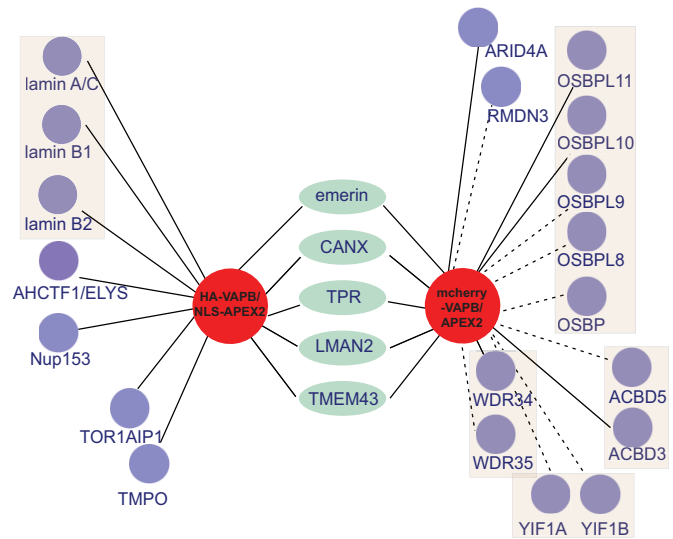 ARID4A
lamin A/C
OSBPL11
RMDN3
OSBPL10
lamin B1
emerin
OSBPL9
lamin B2
CANX
OSBPL8
AHCTF1/ELYS
HA-VAPB/
NLS-APEX2
TPR
mcherry
-VAPB/
APEX2
OSBP
Nup153
LMAN2
TMEM43
WDR34
ACBD5
TOR1AIP1
WDR35
ACBD3
TMPO
YIF1A
YIF1B